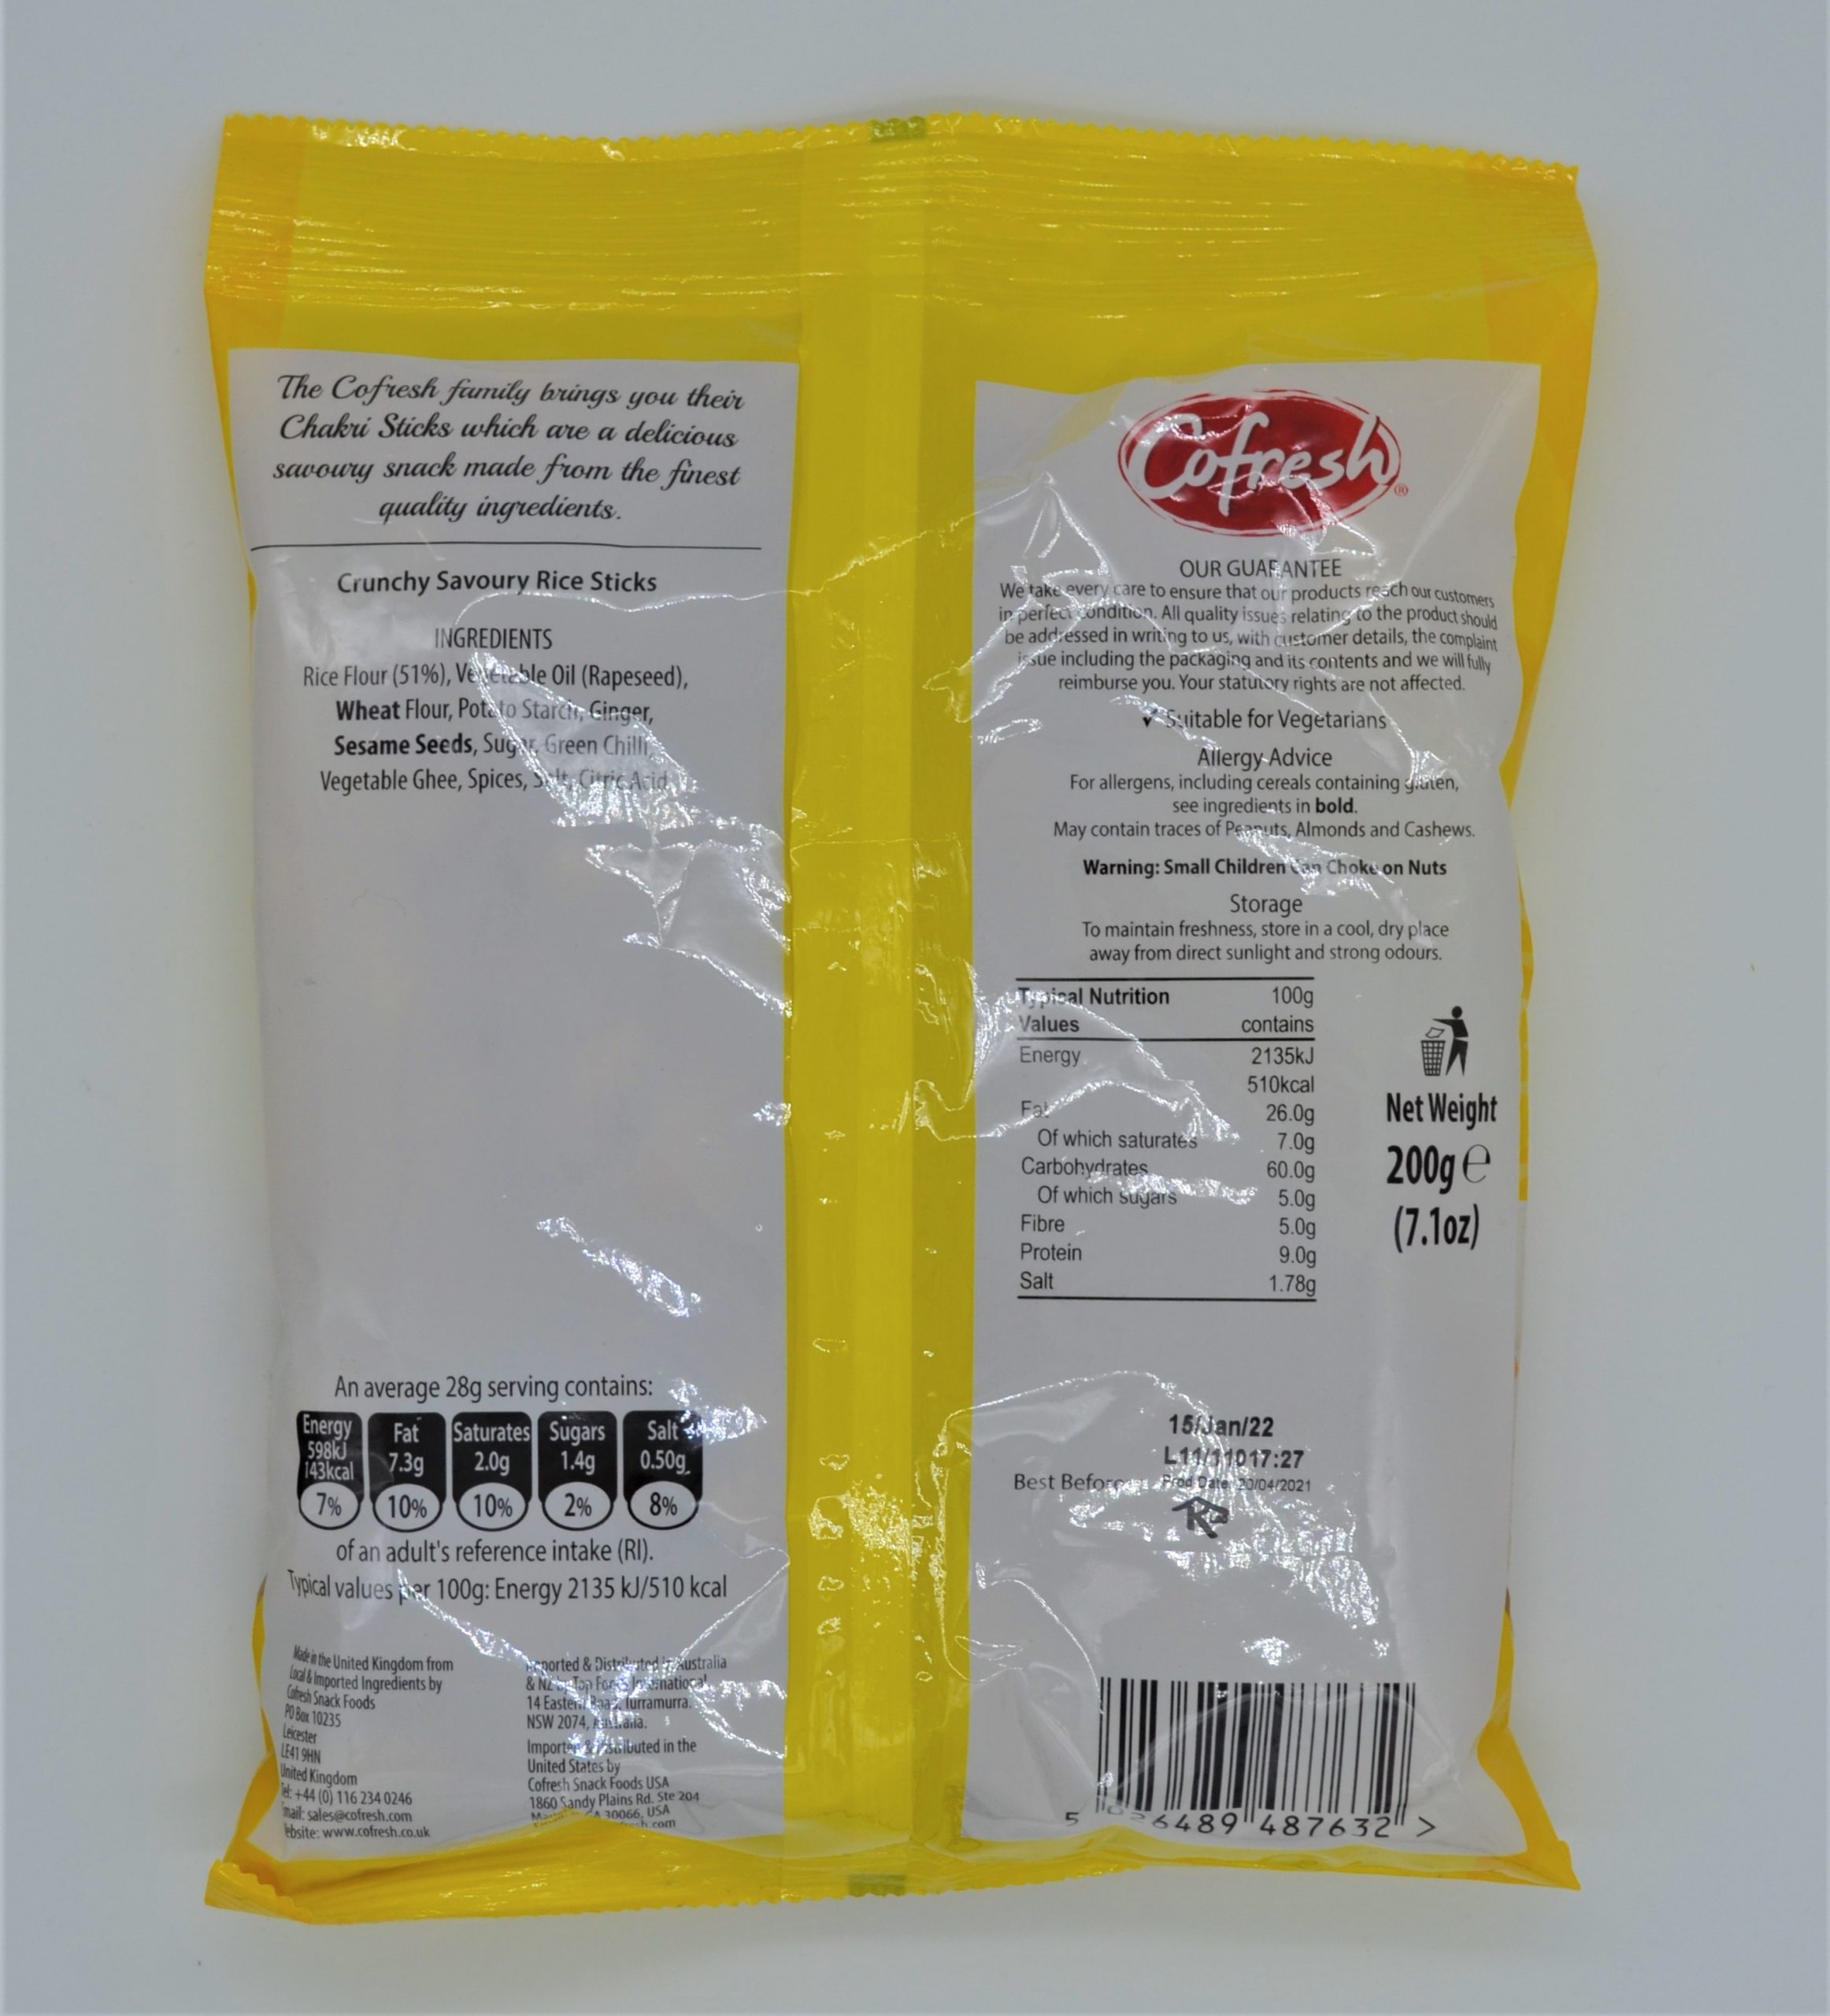 The Cofresh family brings you their
Chakri Sticks which are a delicious
savoury snack made from the finest
quality ingredients.
Crunchy Savoury Rice Sticks
INGREDIENTS
Rice Flour (51%), Vegetable Oil (Rapeseed),
Wheat Flour, Potato Starch, Ginger,
Sesame Seeds, Sugar, Green Chilli,
Vegetable Ghee, Spices, Salt, Citric Acid
An average 28g serving contains:
Energy 598kJ 143kcal 7%
Fat 7.3g 10%
Saturates 2.0g 10%
Sugars 1.4g 2%
Salt 0.50g 8%
of an adult's reference intake (RI).
Typical values per 100g: Energy 2135 kJ/510 kcal
Made in the United Kingdom from
Local & Imported Ingredients by
Cofresh Snack Foods
PO Box 10235
Leicester
LE41 9HN
United Kingdom
Tel: +44 (0) 116 234 0246
Email: sales@cofresh.com
Website: www.cofresh.co.uk
Imported & Distributed in Australia
& NZ by Top Foods International
14 Eastern Road, Turramurra.
NSW 2074, Australia.
Imported & Distributed in the
United States by
Cofresh Snack Foods USA
1860 Sandy Plains Rd. Ste 204
30066, USA
Cofresh ®
OUR GUARANTEE
We take every care to ensure that our products reach our customers
in perfect condition. All quality issues relating to the product should
be addressed in writing to us, with customer details, the complaint
issue including the packaging and its contents and we will fully
reimburse you. Your statutory rights are not affected.
✓ Suitable for Vegetarians
Allergy Advice
For allergens, including cereals containing gluten,
see ingredients in bold.
May contain traces of Peanuts, Almonds and Cashews.
Warning: Small Children Can Choke on Nuts
Storage
To maintain freshness, store in a cool, dry place
away from direct sunlight and strong odours.
Typical Nutrition 100g
Values contains
Energy 2135kJ
510kcal
Fat 26.0g
Of which saturates 7.0g
Carbohydrates 60.0g
Of which sugars 5.0g
Fibre 5.0g
Protein 9.0g
Salt 1.78g
Net Weight
200g e
(7.1oz)
15/Jan/22
L11/11017:27
Best Before: Prod Date: 20/04/2021
5 026489 487632 >